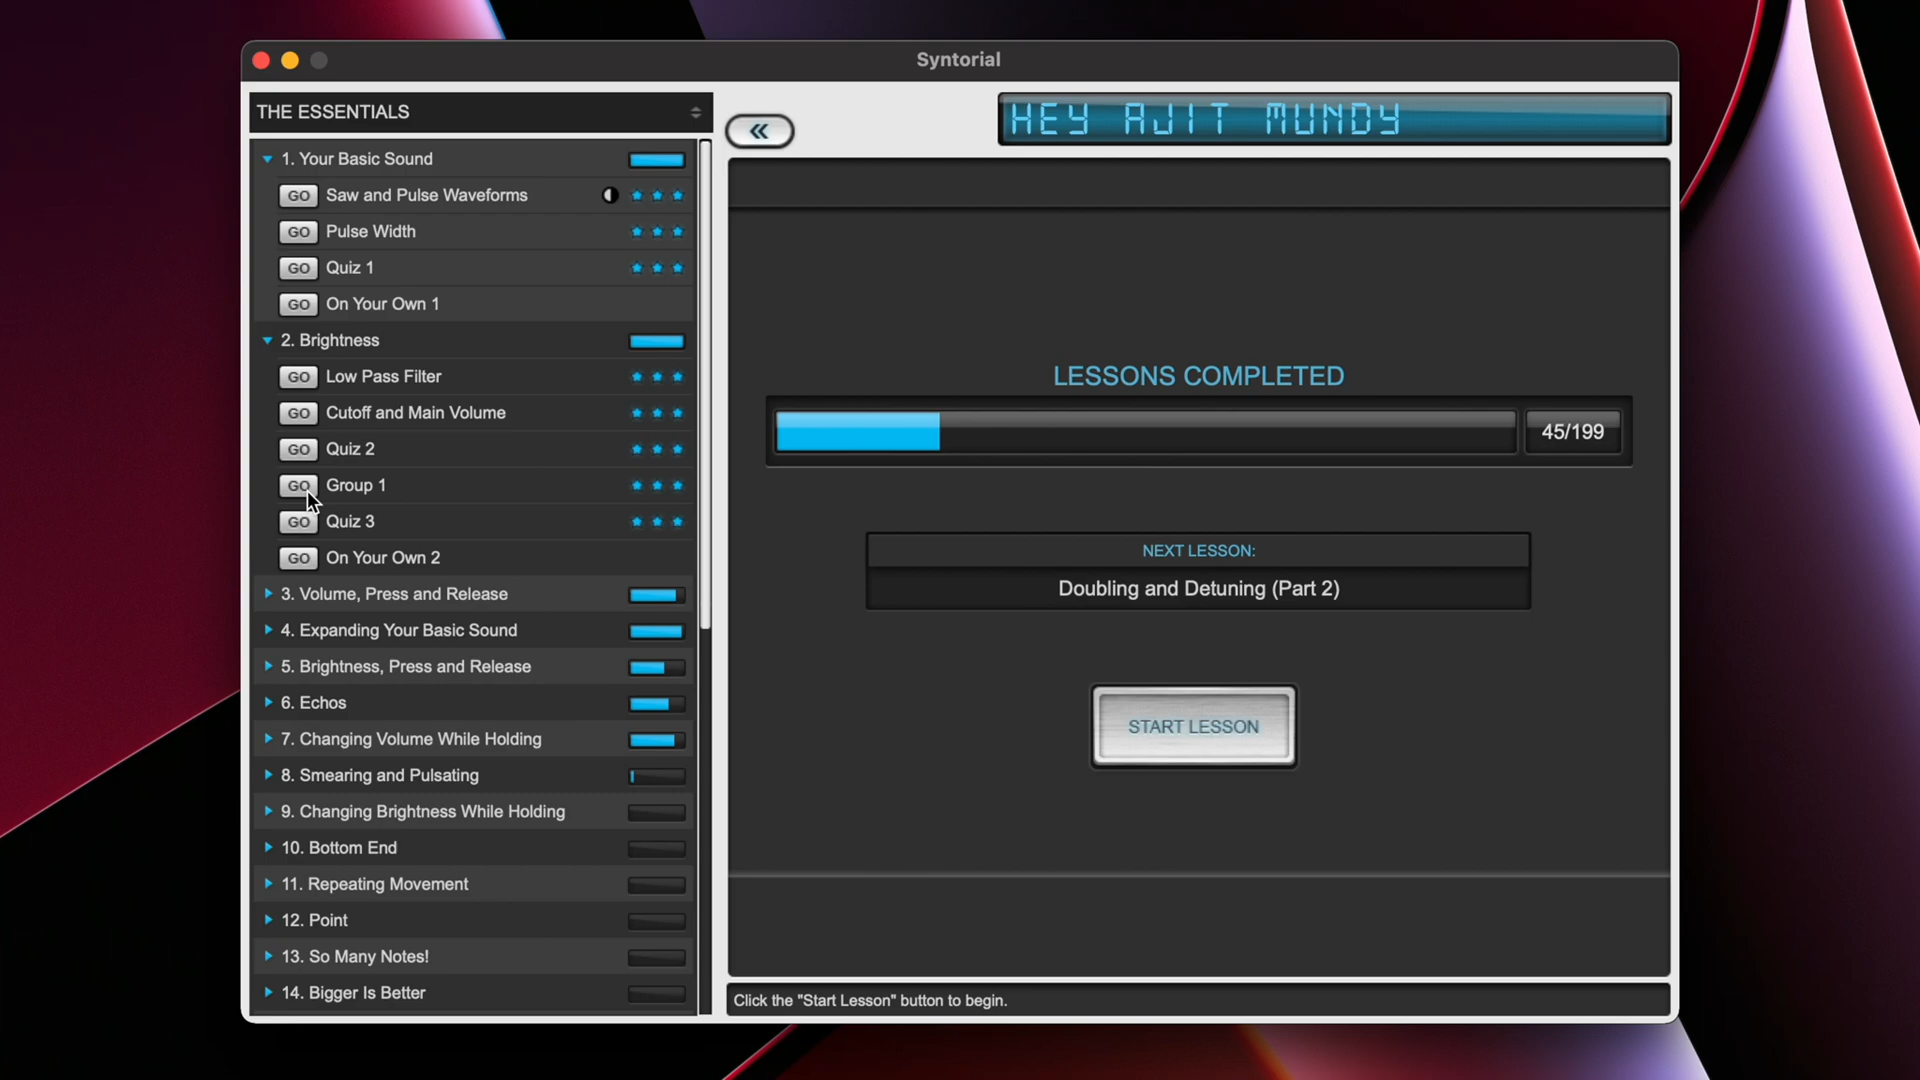 Syntorial
THE ESSENTIALS
HEY AJIT MUNDY
1. Your Basic Sound
GO Saw and Pulse Waveforms
GO Pulse Width
GO Quiz 1
GO On Your Own 1
2. Brightness
GO Low Pass Filter
GO Cutoff and Main Volume
GO Quiz 2
GO Group 1
GO Quiz 3
GO On Your Own 2
3. Volume, Press and Release
4. Expanding Your Basic Sound
5. Brightness, Press and Release
6. Echos
7. Changing Volume While Holding
8. Smearing and Pulsating
9. Changing Brightness While Holding
10. Bottom End
11. Repeating Movement
12. Point
13. So Many Notes!
14. Bigger Is Better
LESSONS COMPLETED
45/199
NEXT LESSON:
Doubling and Detuning (Part 2)
START LESSON
Click the "Start Lesson" button to begin.